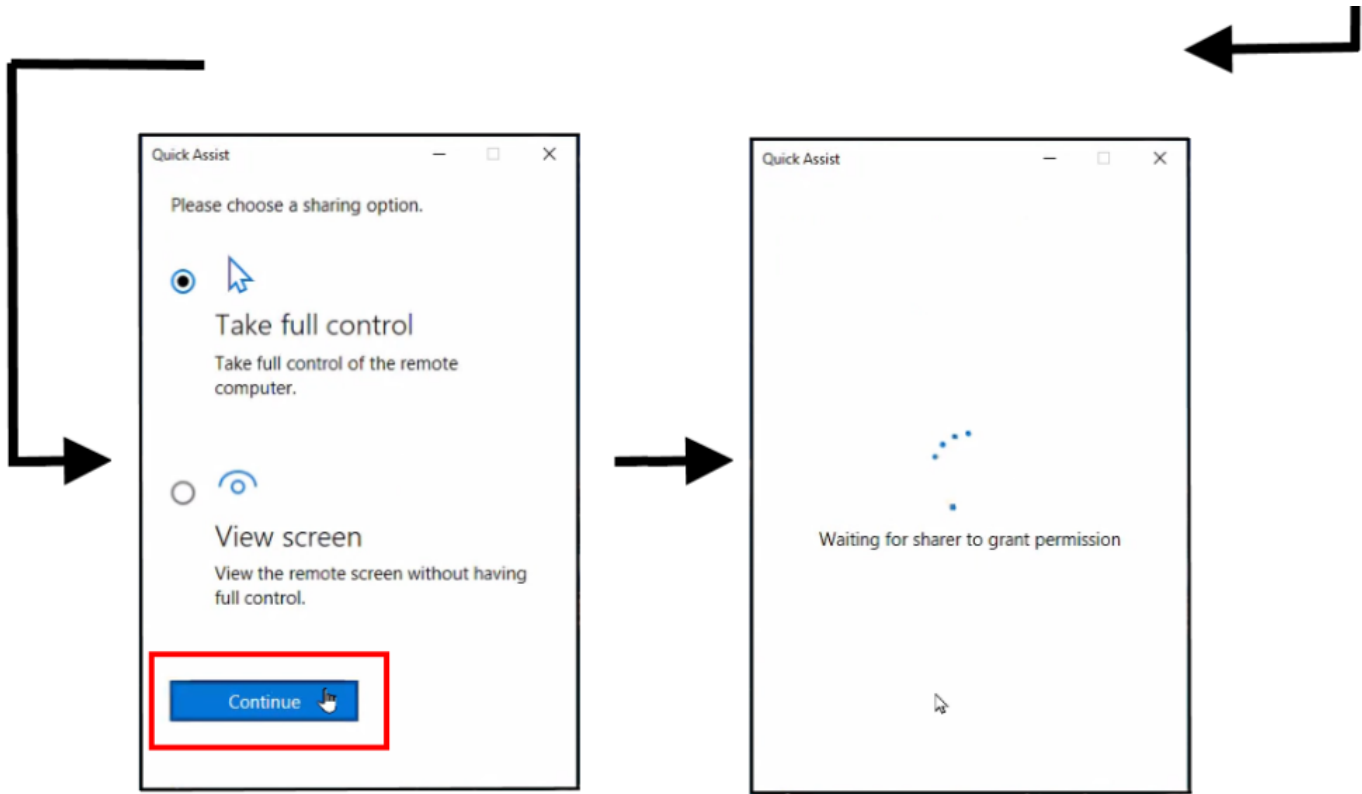 Quick Assist
Please choose a sharing option.
Take full control
Take full control of the remote
computer.
View screen
View the remote screen without having
full control.
Continue
Quick Assist
Waiting for sharer to grant permission